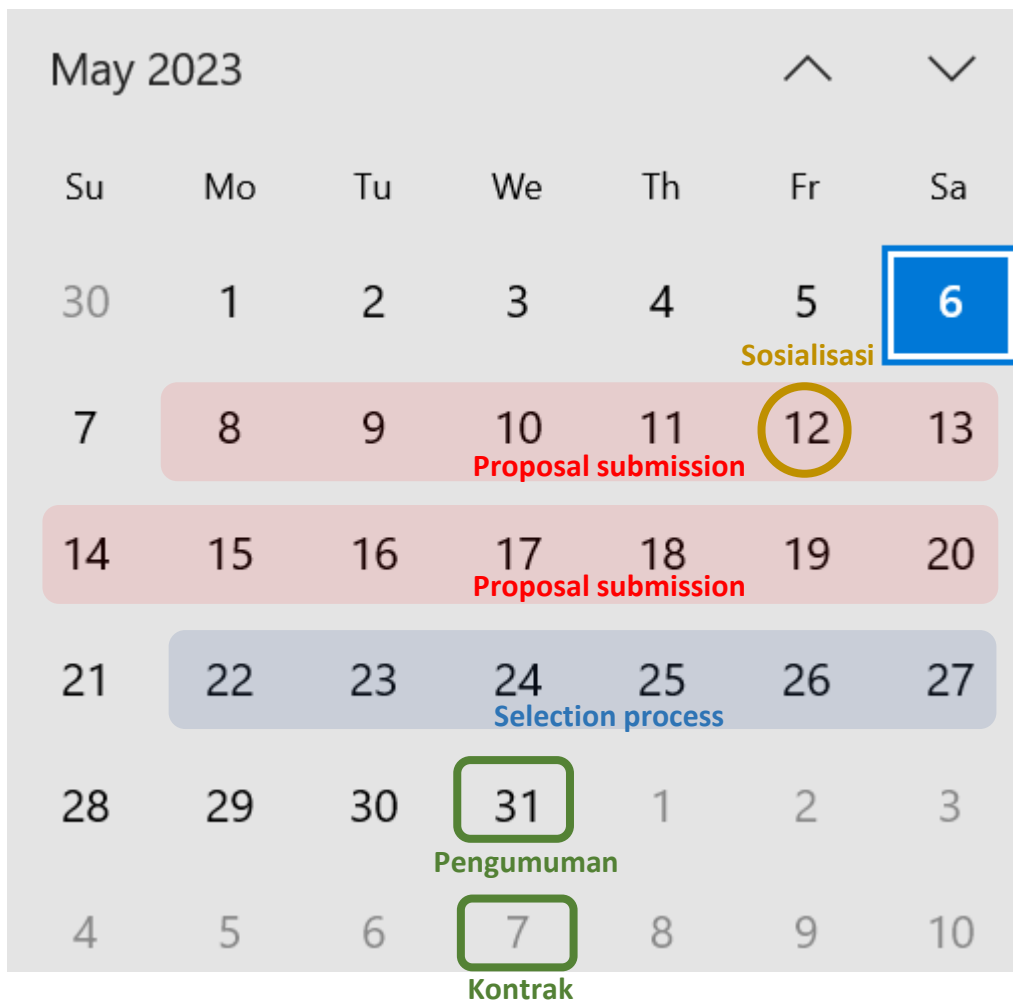 May 2023
Su Mo Tu We Th Fr Sa
30 1 2 3 4 5 6
Sosialisasi
7 8 9 10 11 12 13
Proposal submission
14 15 16 17 18 19 20
Proposal submission
21 22 23 24 25 26 27
Selection process
28 29 30 31 1 2 3
Pengumuman
4 5 6 7 8 9 10
Kontrak